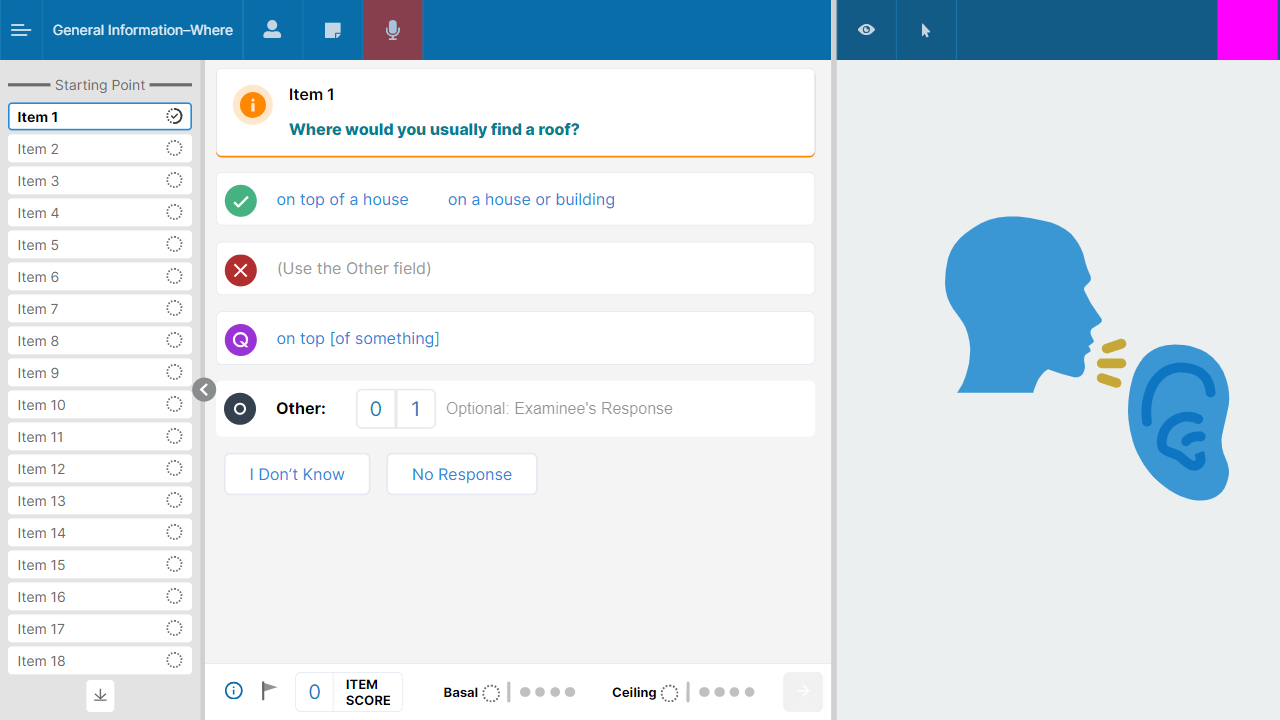 General Information–Where
Starting Point
Item 1
Item 2
Item 3
Item 4
Item 5
Item 6
Item 7
Item 8
Item 9
Item 10
Item 11
Item 12
Item 13
Item 14
Item 15
Item 16
Item 17
Item 18
Item 1
Where would you usually find a roof?
on top of a house on a house or building
(Use the Other field)
Q on top [of something]
Other: 0 1 Optional: Examinee's Response
I Don’t Know No Response
0 ITEM SCORE Basal Ceiling